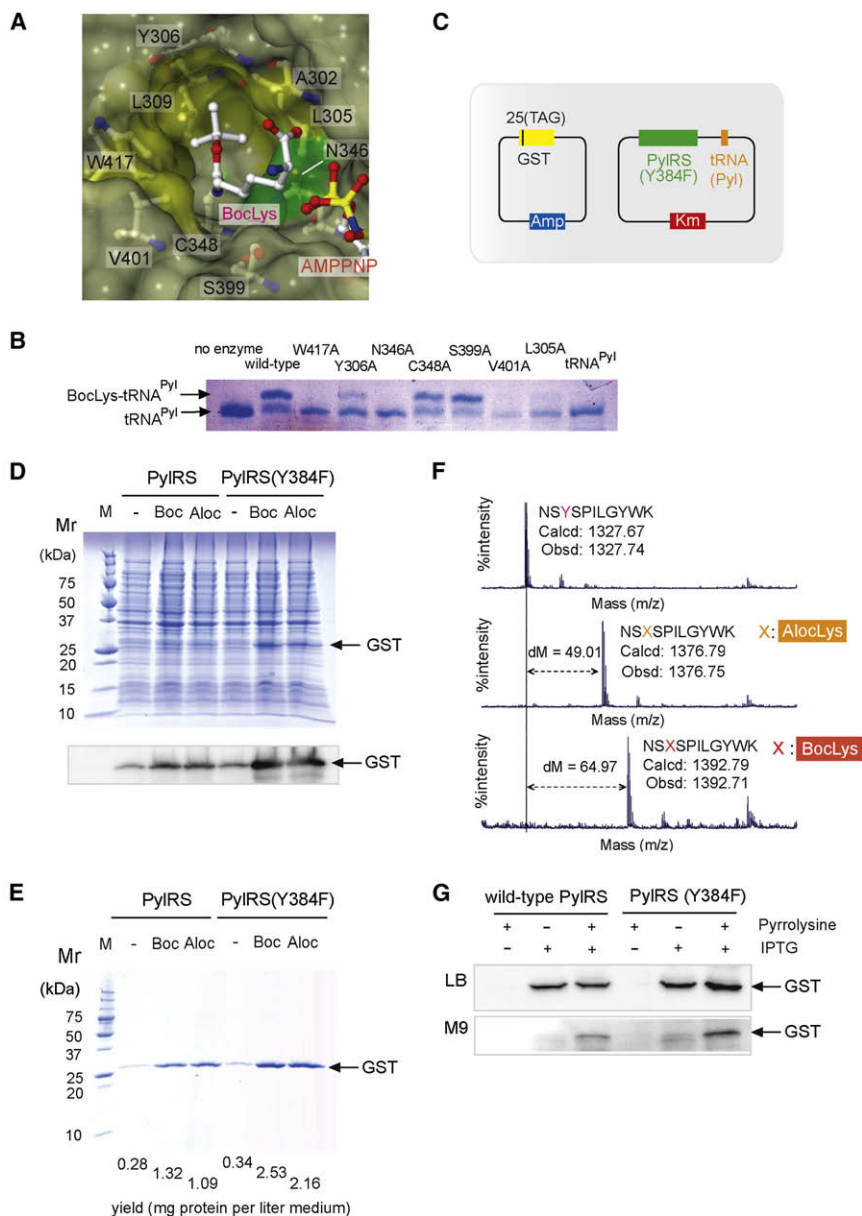 A
Y306
A302
L309
L305
W417
N346
BocLys
C348
V401
AMPPNP
S399
C
25(TAG)
GST
Amp
PylRS
(Y384F)
tRNA
(Pyl)
Km
B
no enzyme
wild-type
W417A
Y306A
N346A
C348A
S399A
V401A
L305A
tRNA^Pyl
BocLys-tRNA^Pyl
tRNA^Pyl
D
PylRS PylRS(Y384F)
M - Boc Aloc - Boc Aloc
Mr
(kDa)
75
50
37
25
20
15
10
GST
GST
E
PylRS PylRS(Y384F)
M - Boc Aloc - Boc Aloc
Mr
(kDa)
75
50
37
25
20
10
GST
0.28 1.32 1.09 0.34 2.53 2.16
yield (mg protein per liter medium)
F
%intensity
NSYSPILGYWK
Calcd: 1327.67
Obsd: 1327.74
Mass (m/z)
%intensity
dM = 49.01
NSXSPILGYWK
Calcd: 1376.79
Obsd: 1376.75
X: AlocLys
Mass (m/z)
%intensity
dM = 64.97
NSXSPILGYWK
Calcd: 1392.79
Obsd: 1392.71
X : BocLys
Mass (m/z)
G
wild-type PylRS PylRS (Y384F)
+ - + + - + Pyrrolysine
- + + - + + IPTG
LB
GST
M9
GST